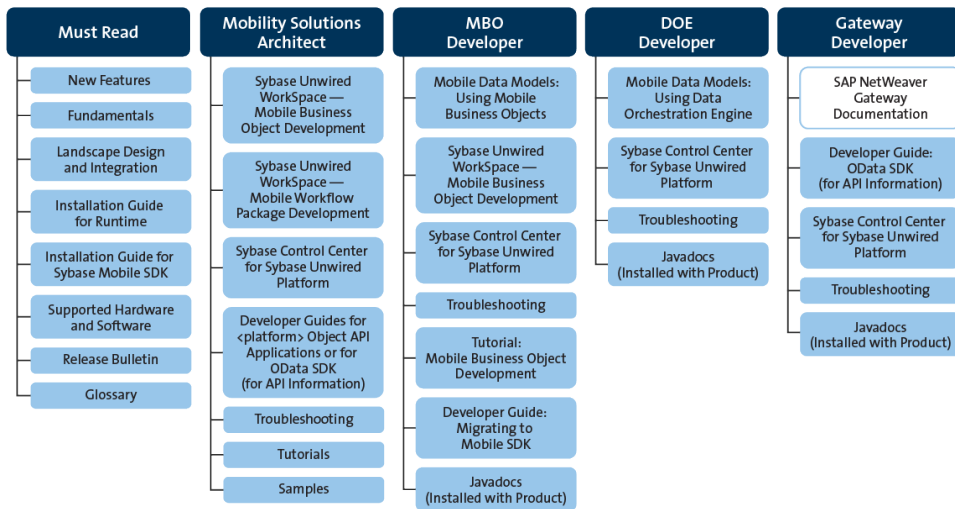 Must Read
New Features
Fundamentals
Landscape Design
and Integration
Installation Guide
for Runtime
Installation Guide for
Sybase Mobile SDK
Supported Hardware
and Software
Release Bulletin
Glossary
Mobility Solutions
Architect
Sybase Unwired
WorkSpace —
Mobile Business
Object Development
Sybase Unwired
WorkSpace —
Mobile Workflow
Package Development
Sybase Control Center
for Sybase Unwired
Platform
Developer Guides for
<platform> Object API
Applications or for
OData SDK
(for API Information)
Troubleshooting
Tutorials
Samples
MBO
Developer
Mobile Data Models:
Using Mobile
Business Objects
Sybase Unwired
WorkSpace —
Mobile Business
Object Development
Sybase Control Center
for Sybase Unwired
Platform
Troubleshooting
Tutorial:
Mobile Business Object
Development
Developer Guide:
Migrating to
Mobile SDK
Javadocs
(Installed with Product)
DOE
Developer
Mobile Data Models:
Using Data
Orchestration Engine
Sybase Control Center
for Sybase Unwired
Platform
Troubleshooting
Javadocs
(Installed with Product)
Gateway
Developer
SAP NetWeaver
Gateway
Documentation
Developer Guide:
OData SDK
(for API Information)
Sybase Control Center
for Sybase Unwired
Platform
Troubleshooting
Javadocs
(Installed with Product)